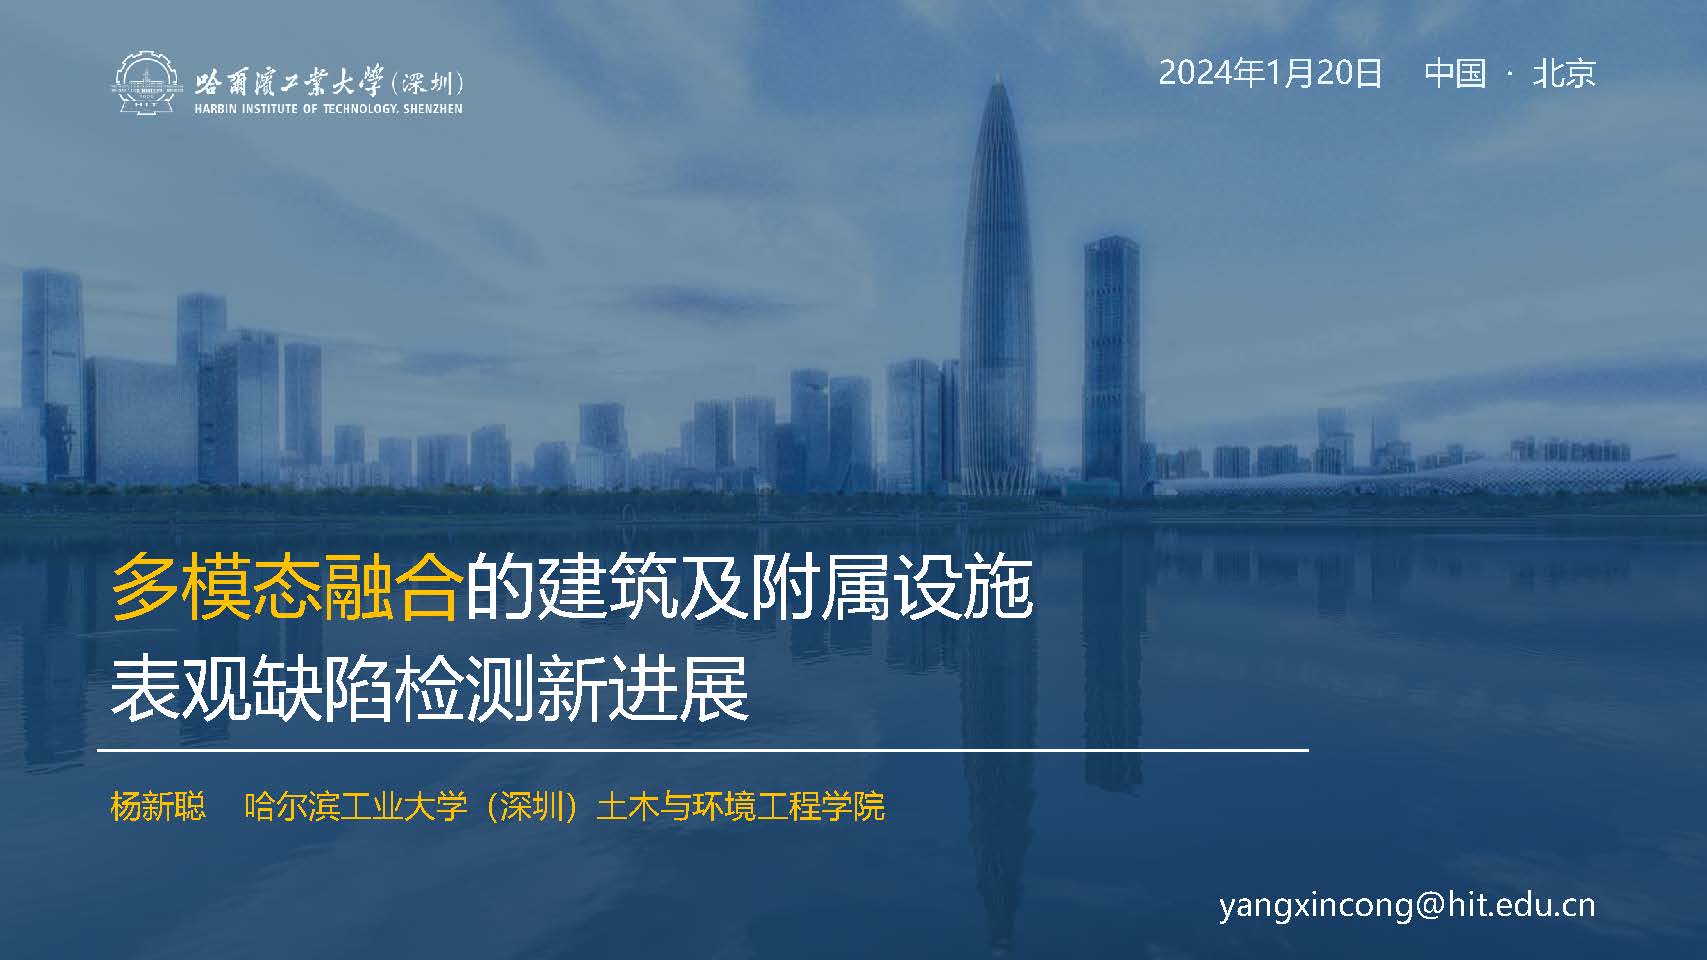 哈爾濱工業大學(深圳)
HARBIN INSTITUTE OF TECHNOLOGY, SHENZHEN
HIT
2024年1月20日 中国 · 北京
多模态融合的建筑及附属设施
表观缺陷检测新进展
杨新聪 哈尔滨工业大学（深圳）土木与环境工程学院
yangxincong@hit.edu.cn